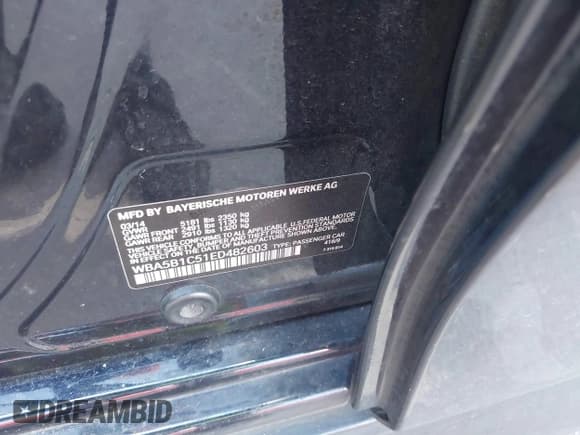 MFD BY BAYERISCHE MOTOREN WERKE AG
03/14
GVWR 5181 lbs 2350 kg
GAWR FRONT 2491 lbs 1130 kg
GAWR REAR 2910 lbs 1320 kg
THIS VEHICLE CONFORMS TO ALL APPLICABLE U.S. FEDERAL MOTOR
VEHICLE SAFETY, BUMPER AND THEFT PREVENTION STANDARDS
IN EFFECT ON THE DATE OF MANUFACTURE SHOWN ABOVE.
WBA5B1C51ED482603 TYPE: PASSENGER CAR
416/9
DREAMBID